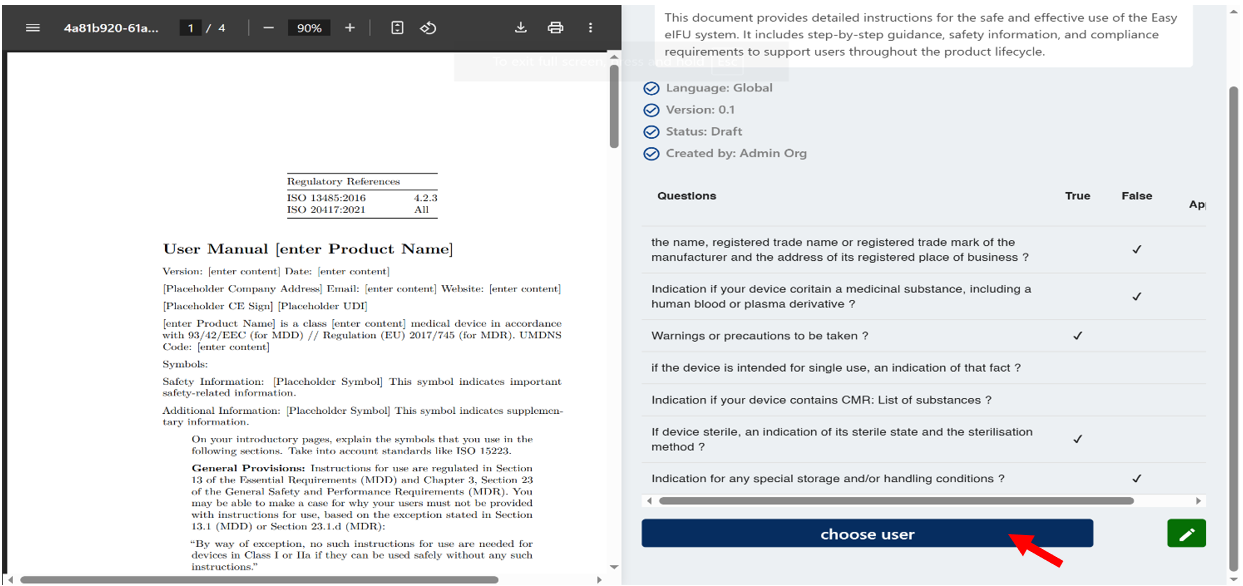 4a81b920-61a...
1 / 4
90%
Regulatory References
ISO 13485:2016 4.2.3
ISO 20417:2021 All
User Manual [enter Product Name]
Version: [enter content] Date: [enter content]
[Placeholder Company Address] Email: [enter content] Website: [enter content]
[Placeholder CE Sign] [Placeholder UDI]
[enter Product Name] is a class [enter content] medical device in accordance
with 93/42/EEC (for MDD) // Regulation (EU) 2017/745 (for MDR). UMDNS
Code: [enter content]
Symbols:
Safety Information: [Placeholder Symbol] This symbol indicates important
safety-related information.
Additional Information: [Placeholder Symbol] This symbol indicates supplemen-
tary information.
On your introductory pages, explain the symbols that you use in the
following sections. Take into account standards like ISO 15223.
General Provisions: Instructions for use are regulated in Section
13 of the Essential Requirements (MDD) and Chapter 3, Section 23
of the General Safety and Performance Requirements (MDR). You
may be able to make a case for why your users must not be provided
with instructions for use, based on the exception stated in Section
13.1 (MDD) or Section 23.1.d (MDR):
“By way of exception, no such instructions for use are needed for
devices in Class I or IIa if they can be used safely without any such
instructions.”
This document provides detailed instructions for the safe and effective use of the Easy
eIFU system. It includes step-by-step guidance, safety information, and compliance
requirements to support users throughout the product lifecycle.
To exit full screen, press and hold Esc
Language: Global
Version: 0.1
Status: Draft
Created by: Admin Org
Questions True False
Ap
the name, registered trade name or registered trade mark of the
manufacturer and the address of its registered place of business ? ✓
Indication if your device coritain a medicinal substance, including a
human blood or plasma derivative ? ✓
Warnings or precautions to be taken ? ✓
if the device is intended for single use, an indication of that fact ?
Indication if your device contains CMR: List of substances ?
If device sterile, an indication of its sterile state and the sterilisation
method ? ✓
Indication for any special storage and/or handling conditions ? ✓
choose user